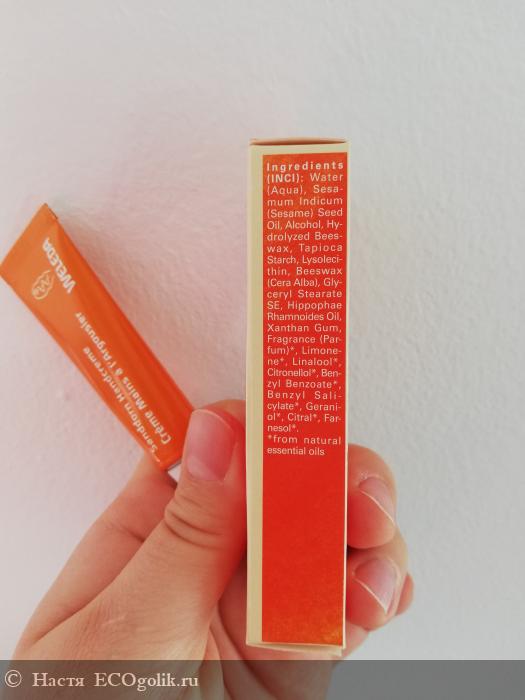 Ingredients
(INCI): Water
(Aqua), Sesa-
mum Indicum
(Sesame) Seed
Oil, Alcohol, Hy-
drolyzed Bees-
wax, Tapioca
Starch, Lysoleci-
thin, Beeswax
(Cera Alba), Gly-
ceryl Stearate
SE, Hippophae
Rhamnoides Oil,
Xanthan Gum,
Fragrance (Par-
fum)*, Limone-
ne*, Linalool*,
Citronellol*, Ben-
zyl Benzoate*,
Benzyl Sali-
cylate*, Gerani-
ol*, Citral*, Far-
nesol*.
*from natural
essential oils
WELEDA
Sanddorn Handcreme
Crème Mains à l'Argousier
© Настя ECOgolik.ru